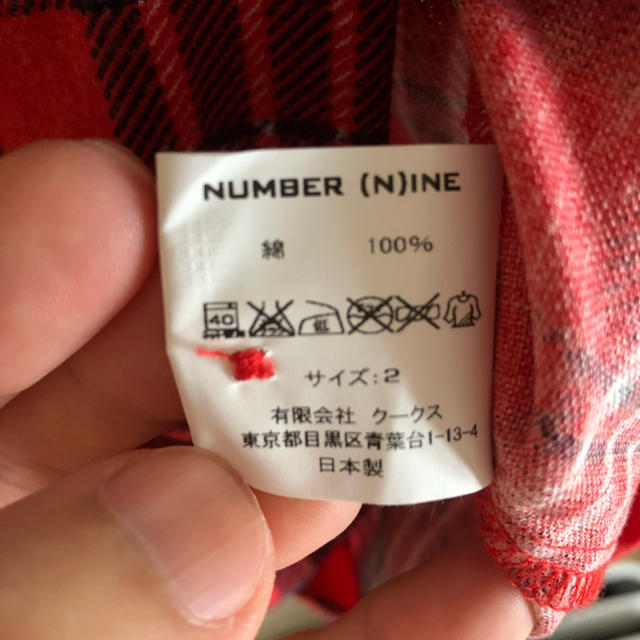 NUMBER (N)INE
綿 100%
40 低
サイズ:2
有限会社 クークス
東京都目黒区青葉台1-13-4
日本製